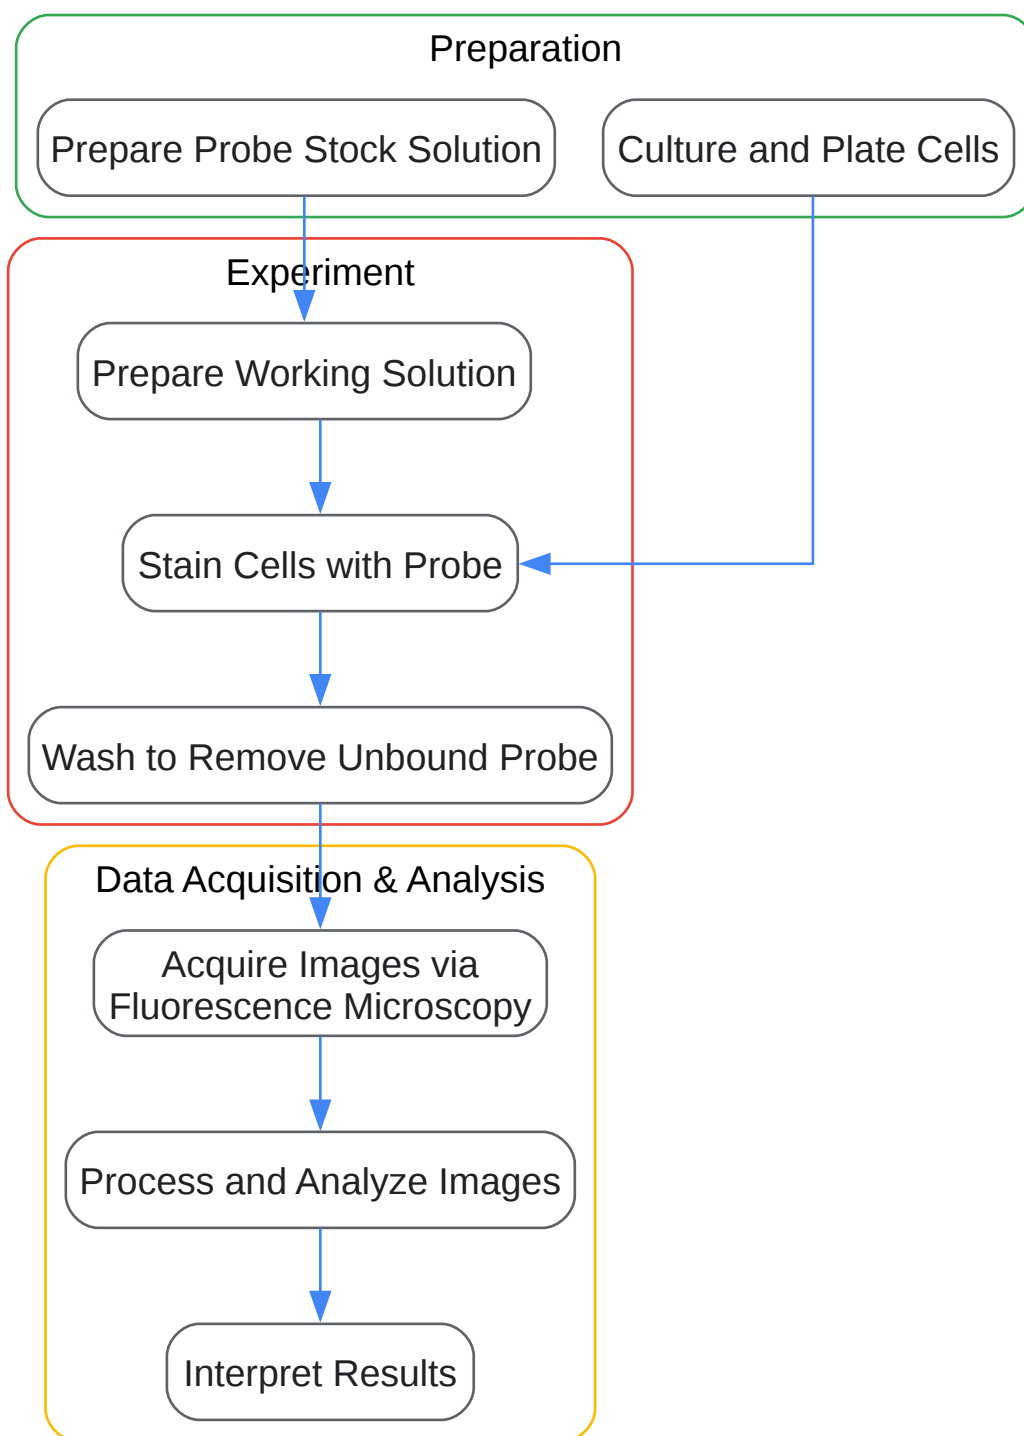 Preparation
Prepare Probe Stock Solution
Culture and Plate Cells
Experiment
Prepare Working Solution
Stain Cells with Probe
Wash to Remove Unbound Probe
Data Acquisition & Analysis
Acquire Images via
Fluorescence Microscopy
Process and Analyze Images
Interpret Results